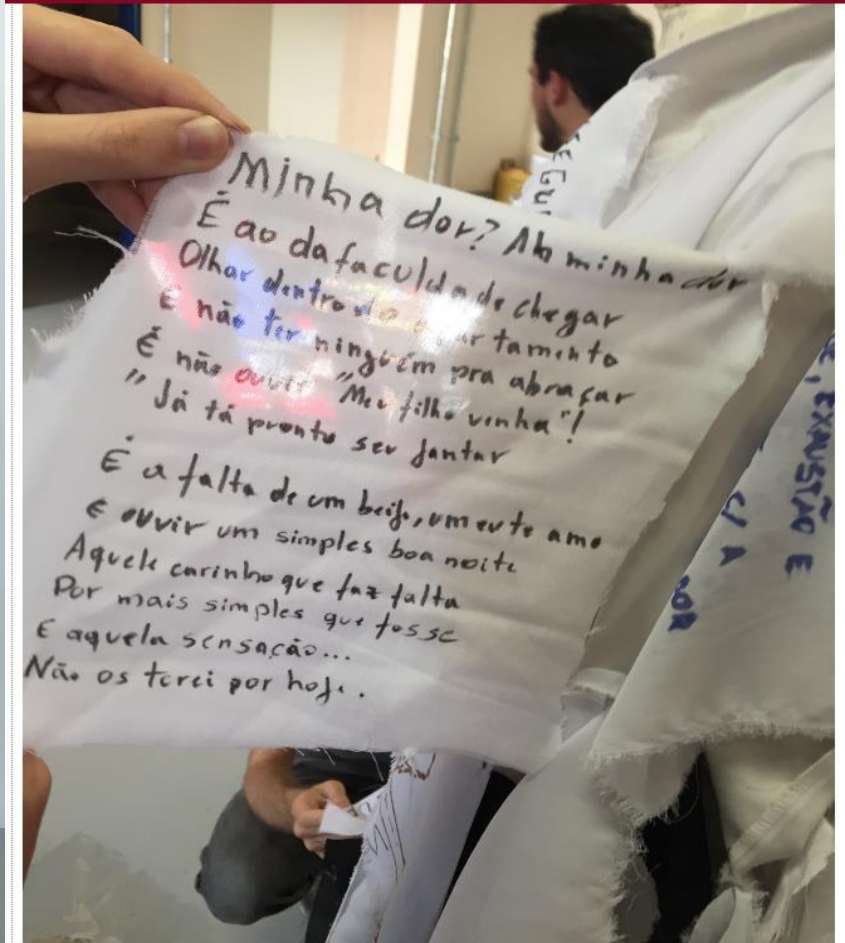 Minha dor? Ah minha dor
É ao da faculdade chegar
Olhar dentro do apartamento
E não ter ninguém pra abraçar
É não ouvir "Meu filho vinha"!
"Já tá pronto seu jantar
É a falta de um beijo, um eu te amo
E ouvir um simples boa noite
Aquele carinho que faz falta
Por mais simples que fosse
E aquela sensação...
Não os terei por hoje.
EXAUSTÃO E
C/ A
DOR